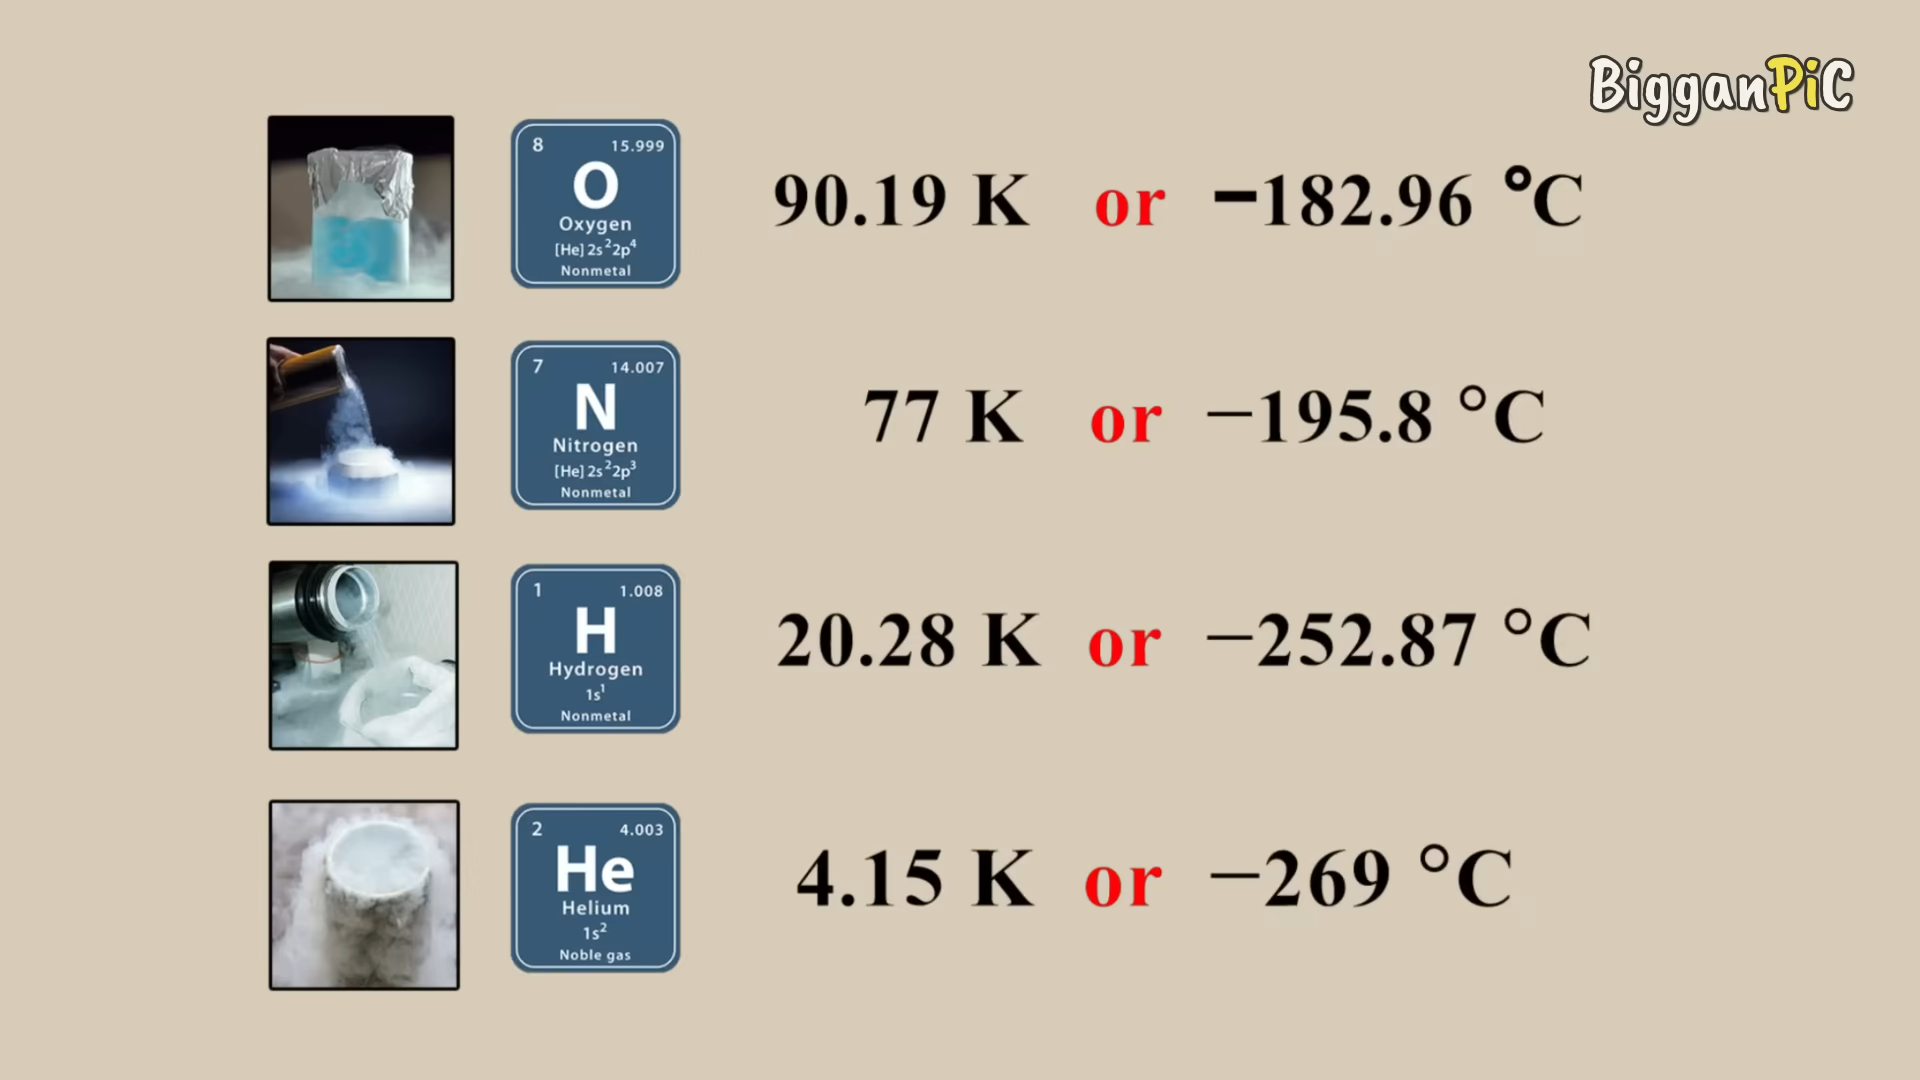 BigganPiC
8 15.999
O
Oxygen
[He] 2s²2p⁴
Nonmetal
90.19 K or −182.96 °C
7 14.007
N
Nitrogen
[He] 2s²2p³
Nonmetal
77 K or −195.8 °C
1 1.008
H
Hydrogen
1s¹
Nonmetal
20.28 K or −252.87 °C
2 4.003
He
Helium
1s²
Noble gas
4.15 K or −269 °C